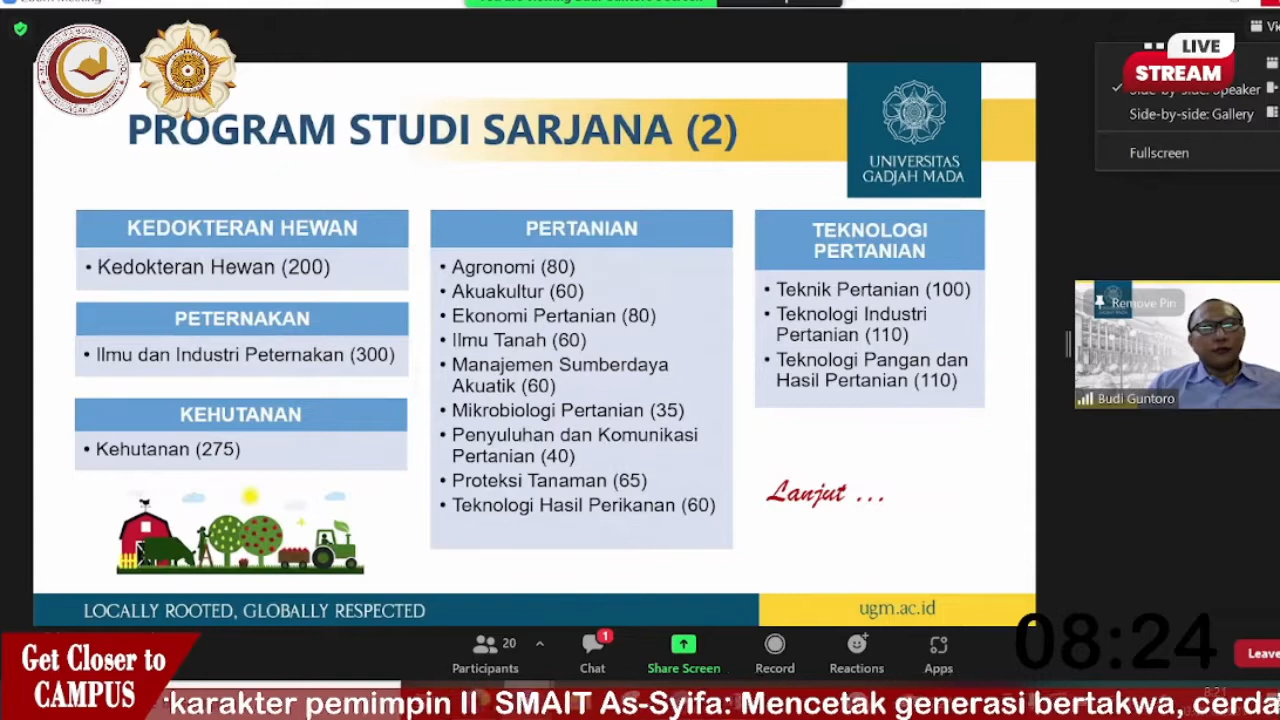 LIVE
STREAM
Side-by-side: Speaker
Side-by-side: Gallery
Fullscreen
PROGRAM STUDI SARJANA (2)
UNIVERSITAS
GADJAH MADA
KEDOKTERAN HEWAN
• Kedokteran Hewan (200)
PETERNAKAN
• Ilmu dan Industri Peternakan (300)
KEHUTANAN
• Kehutanan (275)
PERTANIAN
• Agronomi (80)
• Akuakultur (60)
• Ekonomi Pertanian (80)
• Ilmu Tanah (60)
• Manajemen Sumberdaya
Akuatik (60)
• Mikrobiologi Pertanian (35)
• Penyuluhan dan Komunikasi
Pertanian (40)
• Proteksi Tanaman (65)
• Teknologi Hasil Perikanan (60)
TEKNOLOGI
PERTANIAN
• Teknik Pertanian (100)
• Teknologi Industri
Pertanian (110)
• Teknologi Pangan dan
Hasil Pertanian (110)
Lanjut ...
Remove Pin
Budi Guntoro
LOCALLY ROOTED, GLOBALLY RESPECTED
ugm.ac.id
08:24
20
1
Participants
Chat
Share Screen
Record
Reactions
Apps
Leave
Get Closer to
CAMPUS
8:21
karakter pemimpin II SMAIT As-Syifa: Mencetak generasi bertakwa, cerda